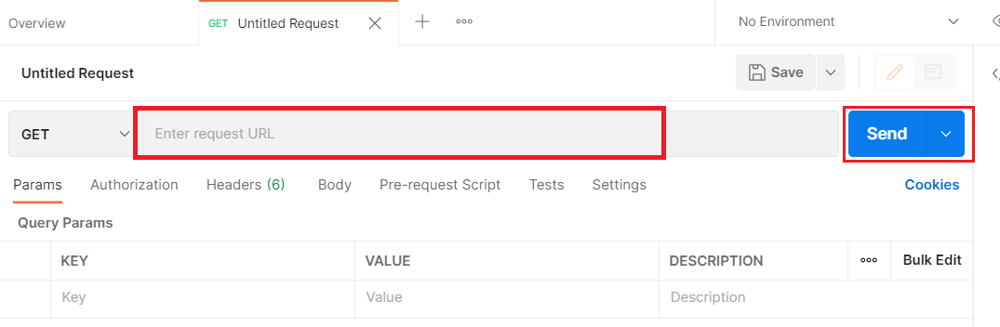 Overview
GET Untitled Request
No Environment
Untitled Request
Save
GET
Enter request URL
Send
Params Authorization Headers (6) Body Pre-request Script Tests Settings Cookies
Query Params
KEY VALUE DESCRIPTION ooo Bulk Edit
Key Value Description